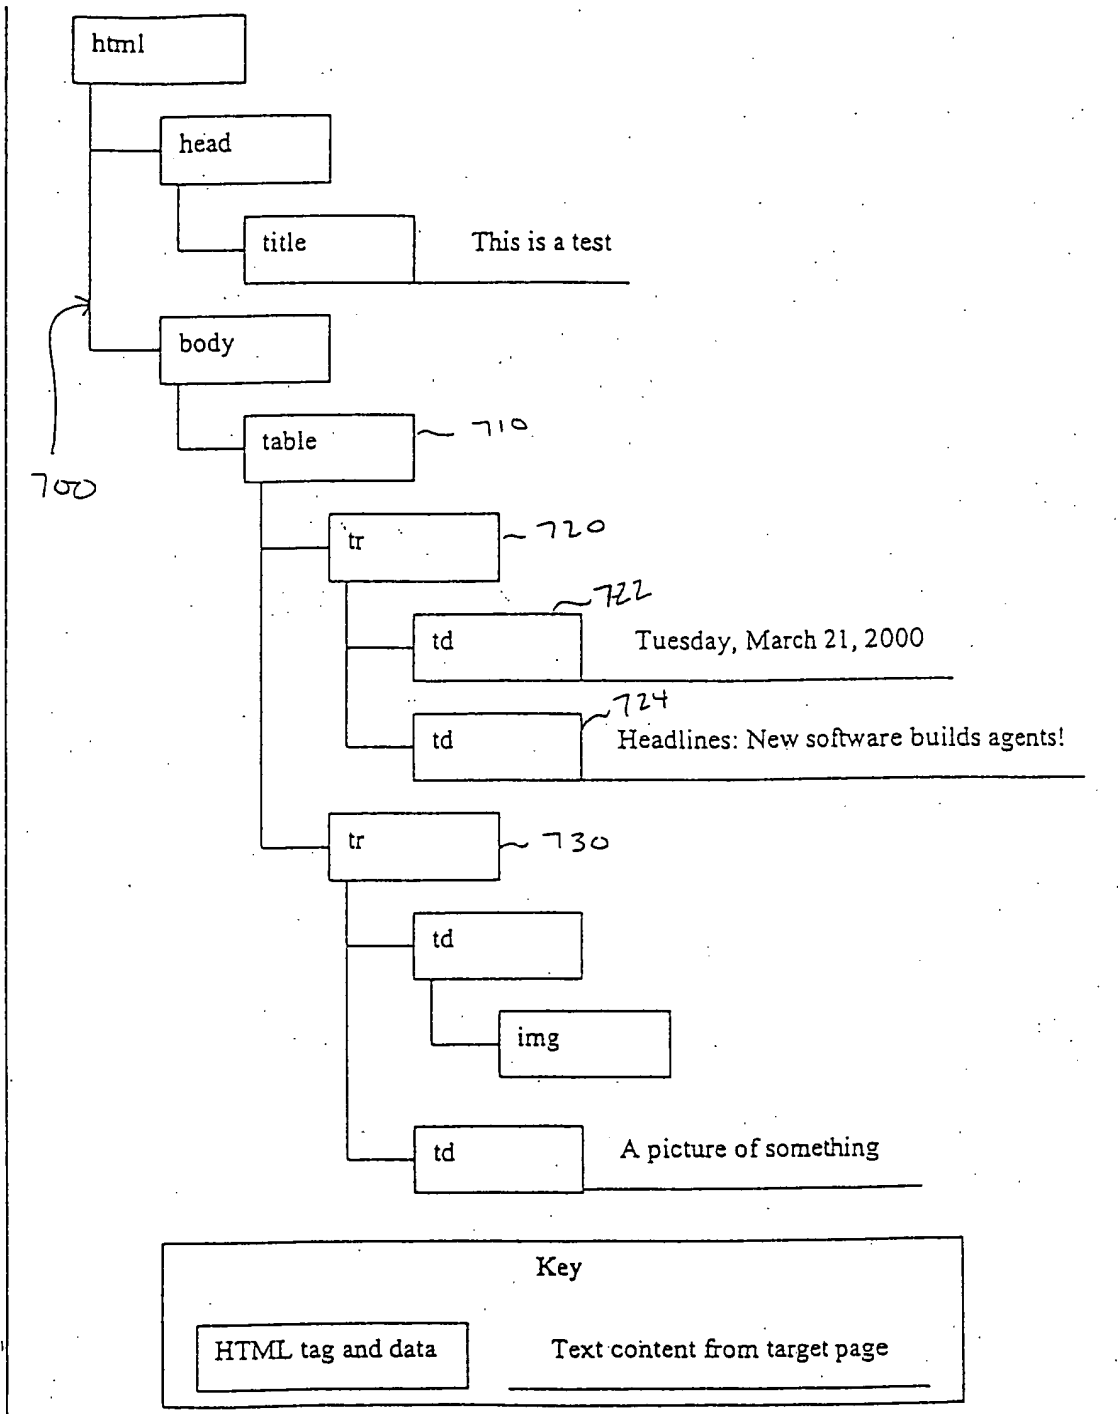 html
head
title This is a test
body
table 710
700
tr 720
722
td Tuesday, March 21, 2000
724
td Headlines: New software builds agents!
tr 730
td
img
td A picture of something
Key
HTML tag and data Text content from target page